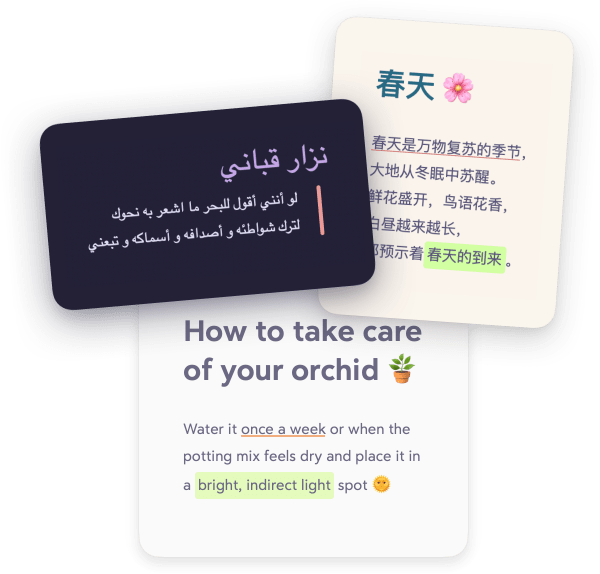 نزار قباني
لو أنني أقول للبحر ما اشعر به نحوك
لترك شواطئه و أصدافه و أسماكه و تبعني
春天 🌸
春天是万物复苏的季节，
大地从冬眠中苏醒。
鲜花盛开，鸟语花香，
白昼越来越长，
预示着春天的到来。
How to take care
of your orchid 🪴
Water it once a week or when the
potting mix feels dry and place it in
a bright, indirect light spot 🌞